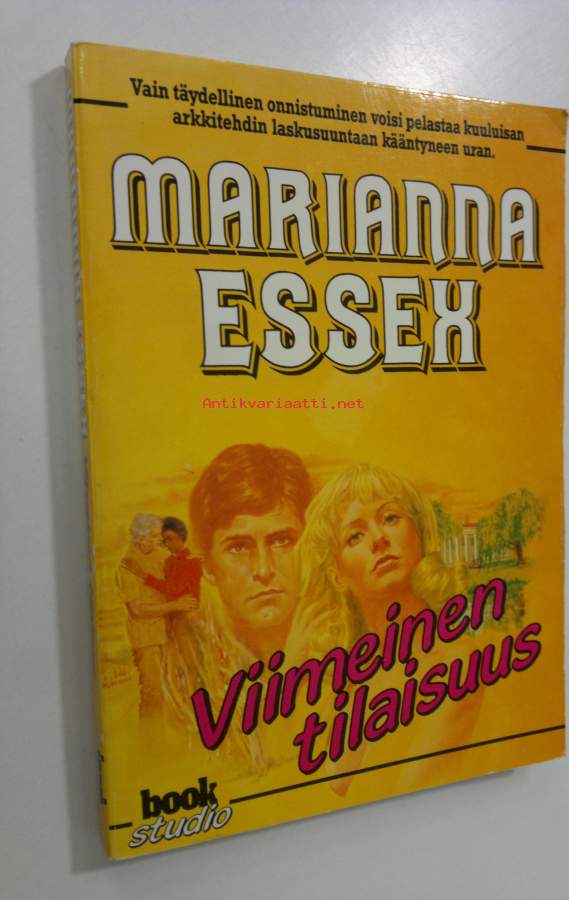 Vain täydellinen onnistuminen voisi pelastaa kuuluisan
arkkitehdin laskusuuntaan kääntyneen uran.
MARIANNA
ESSEX
Antikvariaatti.net
Viimeinen
tilaisuus
book
studio